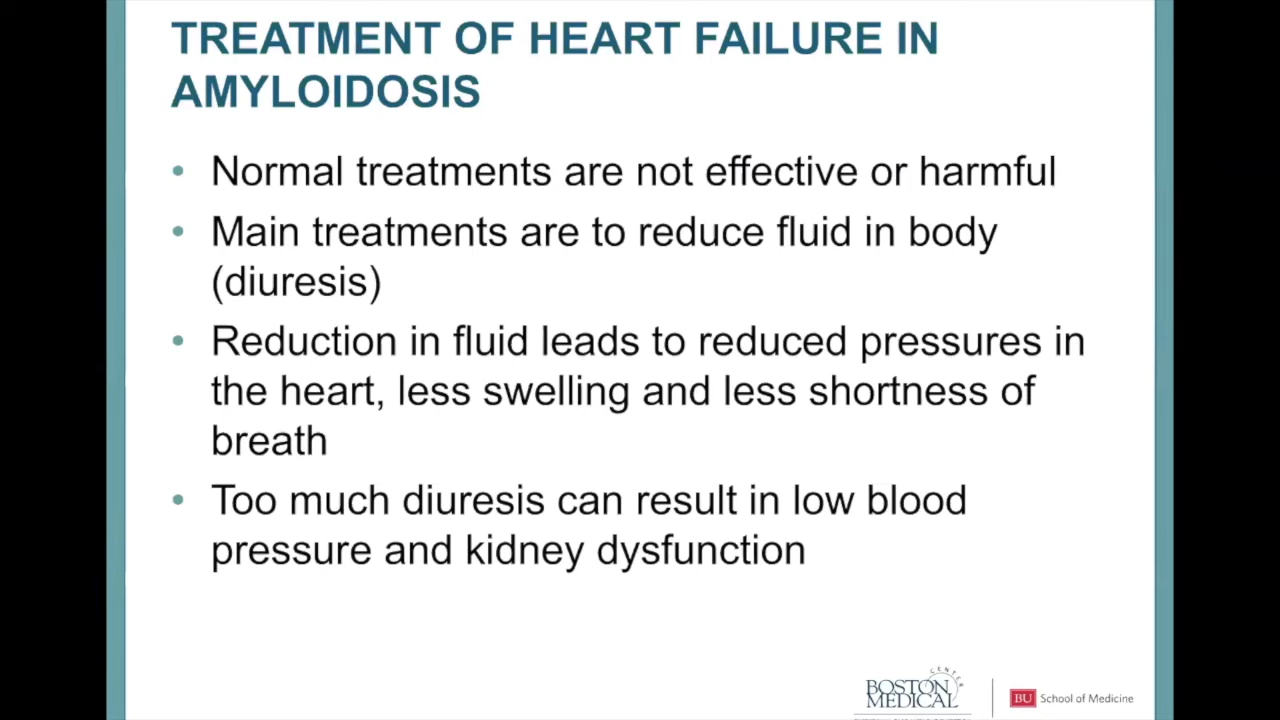 TREATMENT OF HEART FAILURE IN
AMYLOIDOSIS
• Normal treatments are not effective or harmful
• Main treatments are to reduce fluid in body
(diuresis)
• Reduction in fluid leads to reduced pressures in
the heart, less swelling and less shortness of
breath
• Too much diuresis can result in low blood
pressure and kidney dysfunction
BOSTON
MEDICAL
CENTER
BU School of Medicine